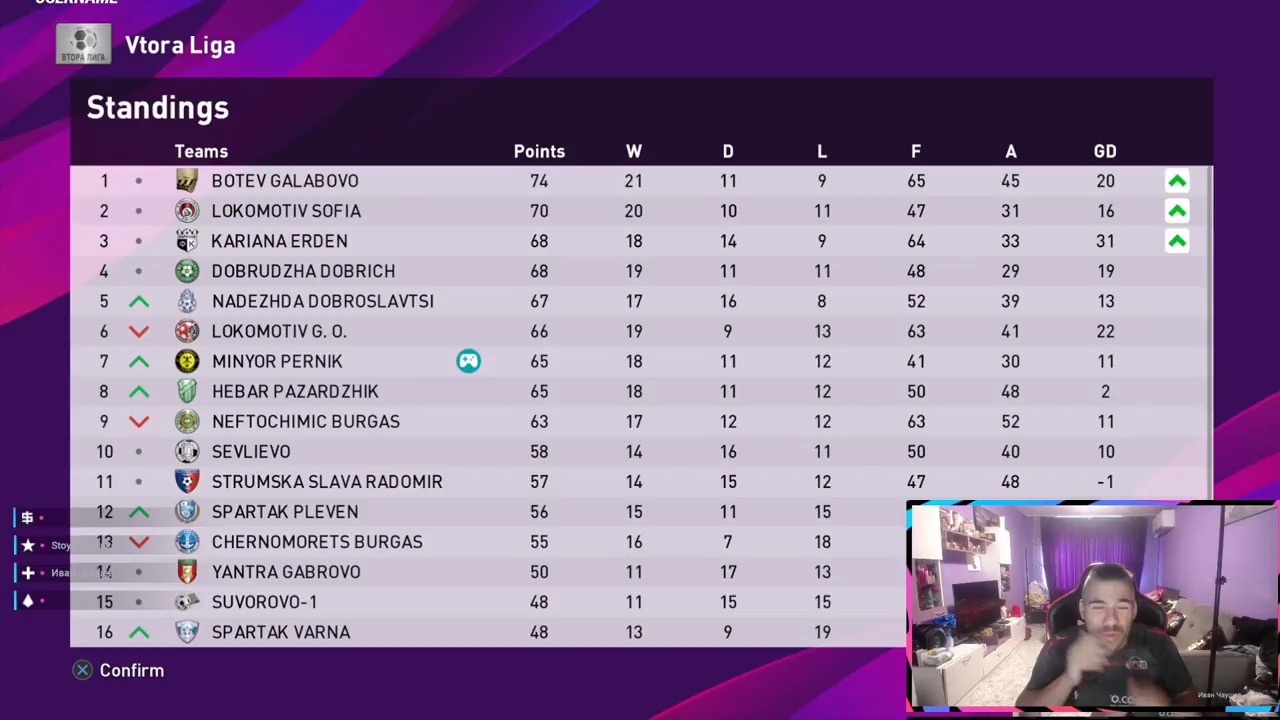 Vtora Liga
ВТОРА ЛИГА
Standings
Teams Points W D L F A GD
1 BOTEV GALABOVO 74 21 11 9 65 45 20
2 LOKOMOTIV SOFIA 70 20 10 11 47 31 16
3 KARIANA ERDEN 68 18 14 9 64 33 31
4 DOBRUDZHA DOBRICH 68 19 11 11 48 29 19
5 NADEZHDA DOBROSLAVTSI 67 17 16 8 52 39 13
6 LOKOMOTIV G. O. 66 19 9 13 63 41 22
7 MINYOR PERNIK 65 18 11 12 41 30 11
8 HEBAR PAZARDZHIK 65 18 11 12 50 48 2
9 NEFTOCHIMIC BURGAS 63 17 12 12 63 52 11
10 SEVLIEVO 58 14 16 11 50 40 10
11 STRUMSKA SLAVA RADOMIR 57 14 15 12 47 48 -1
12 SPARTAK PLEVEN 56 15 11 15
13 CHERNOMORETS BURGAS 55 16 7 18
14 YANTRA GABROVO 50 11 17 13
15 SUVOROVO-1 48 11 15 15
16 SPARTAK VARNA 48 13 9 19
Confirm